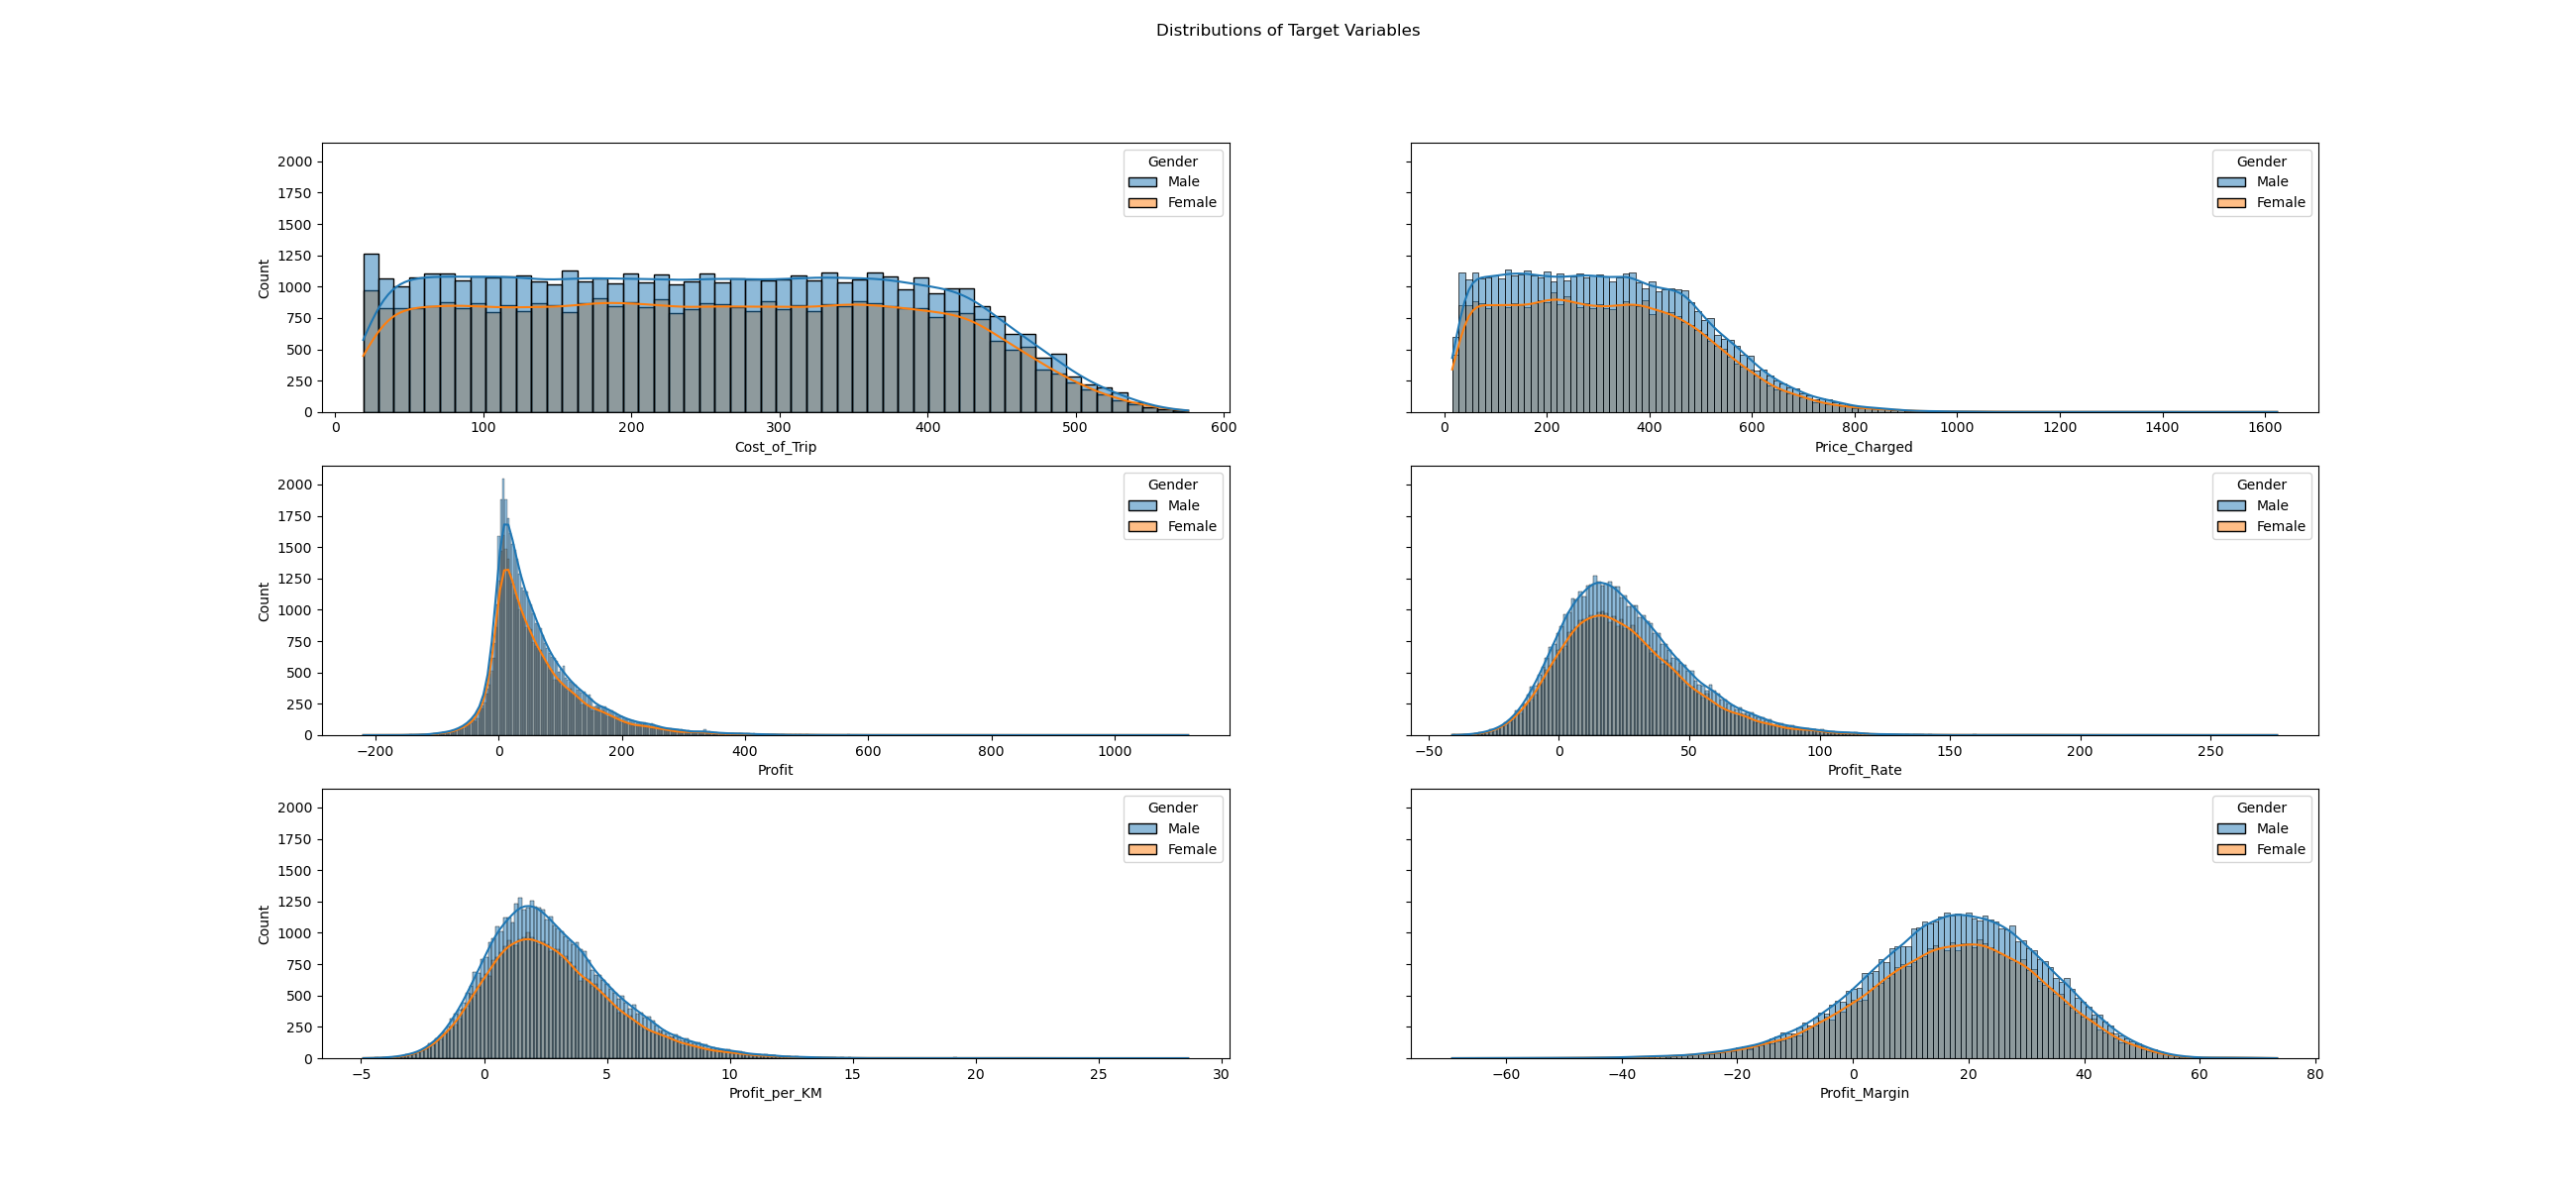 Distributions of Target Variables
2000
1750
1500
1250
1000
750
500
250
0
Count
0 100 200 300 400 500 600
Cost_of_Trip
Gender
Male
Female
0 200 400 600 800 1000 1200 1400 1600
Price_Charged
Gender
Male
Female
2000
1750
1500
1250
1000
750
500
250
0
Count
−200 0 200 400 600 800 1000
Profit
Gender
Male
Female
−50 0 50 100 150 200 250
Profit_Rate
Gender
Male
Female
2000
1750
1500
1250
1000
750
500
250
0
Count
−5 0 5 10 15 20 25 30
Profit_per_KM
Gender
Male
Female
−60 −40 −20 0 20 40 60 80
Profit_Margin
Gender
Male
Female